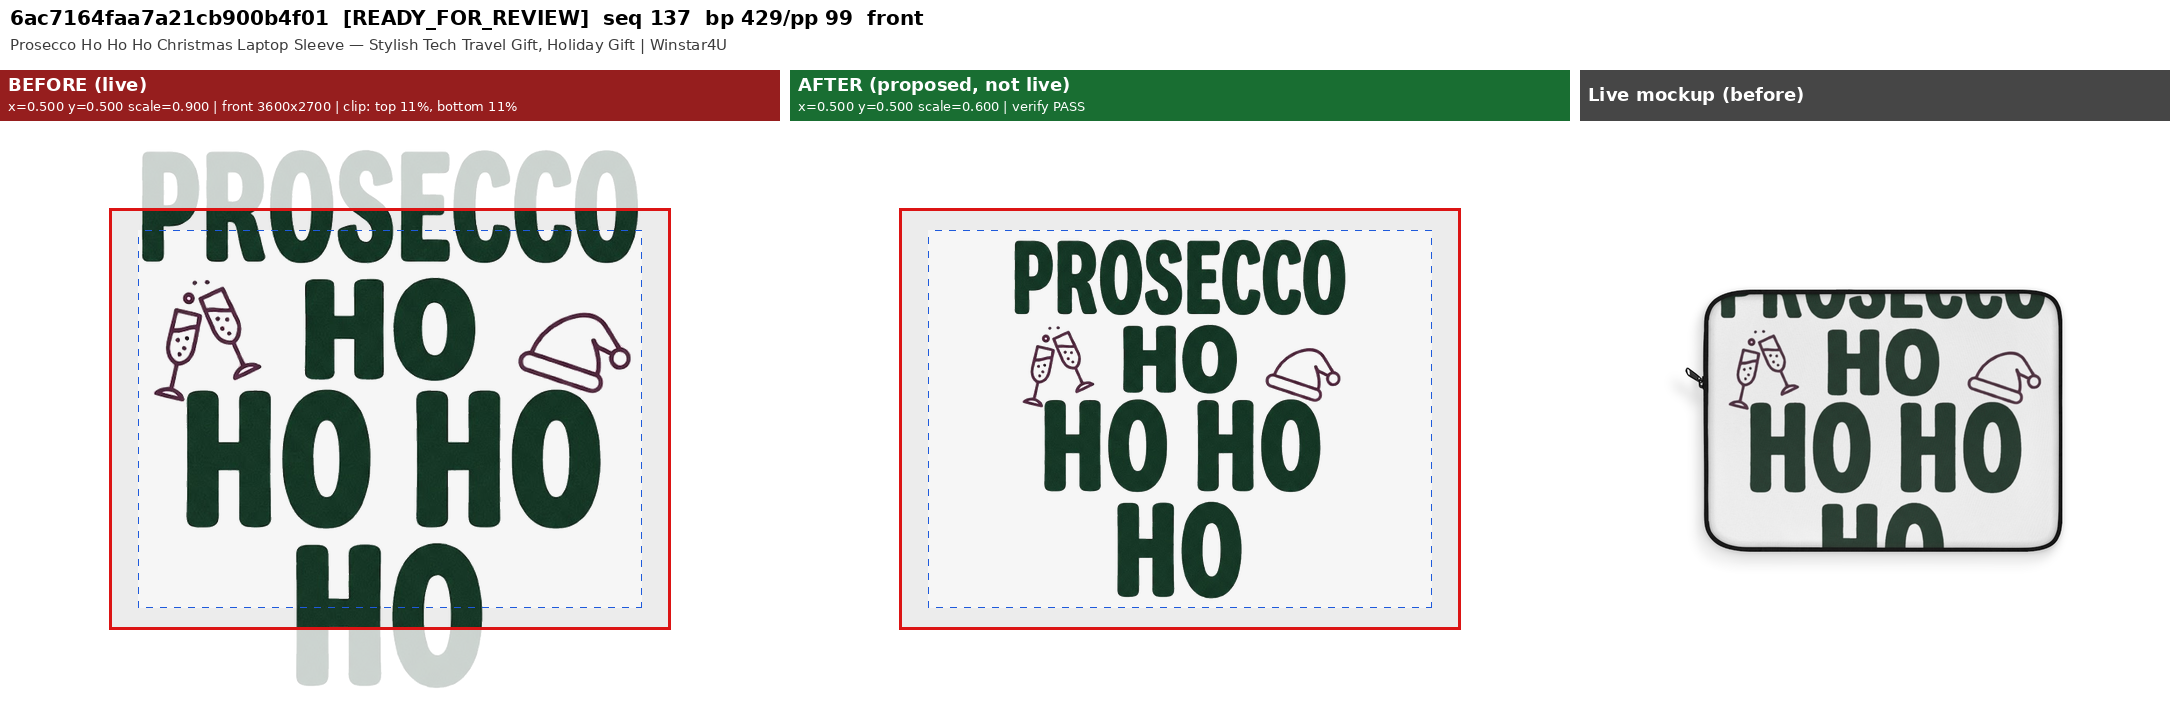 6ac7164faa7a21cb900b4f01 [READY_FOR_REVIEW] seq 137 bp 429/pp 99 front
Prosecco Ho Ho Ho Christmas Laptop Sleeve — Stylish Tech Travel Gift, Holiday Gift | Winstar4U
BEFORE (live)
x=0.500 y=0.500 scale=0.900 | front 3600x2700 | clip: top 11%, bottom 11%
PROSECCO
HO
HO HO
HO
AFTER (proposed, not live)
x=0.500 y=0.500 scale=0.600 | verify PASS
PROSECCO
HO
HO HO
HO
Live mockup (before)
PROSECCO
HO
HO HO
HO